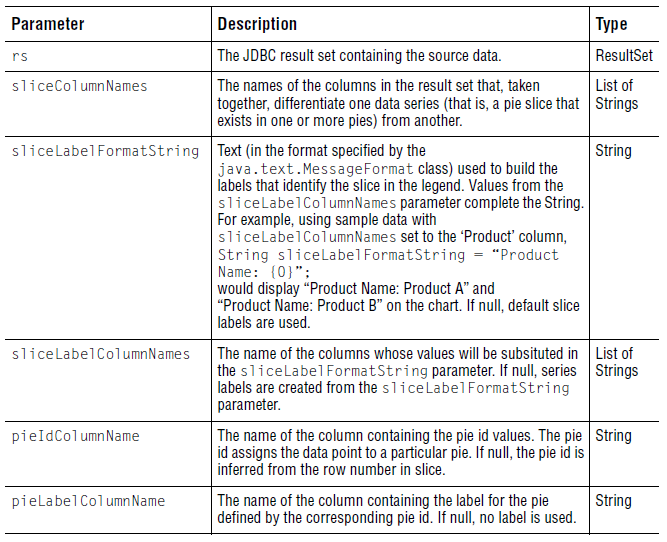 Parameter Description Type
rs The JDBC result set containing the source data. ResultSet
sliceColumnNames The names of the columns in the result set that, taken List of
together, differentiate one data series (that is, a pie slice that Strings
exists in one or more pies) from another.
sliceLabelFormatString Text (in the format specified by the String
java.text.MessageFormat class) used to build the
labels that identify the slice in the legend. Values from the
sliceLabelColumnNames parameter complete the String.
For example, using sample data with
sliceLabelColumnNames set to the ‘Product’ column,
String sliceLabelFormatString = “Product
Name: {0}”;
would display “Product Name: Product A” and
“Product Name: Product B” on the chart. If null, default slice
labels are used.
sliceLabelColumnNames The name of the columns whose values will be subsituted in List of
the sliceLabelFormatString parameter. If null, series Strings
labels are created from the sliceLabelFormatString
parameter.
pieIdColumnName The name of the column containing the pie id values. The pie String
id assigns the data point to a particular pie. If null, the pie id is
inferred from the row number in slice.
pieLabelColumnName The name of the column containing the label for the pie String
defined by the corresponding pie id. If null, no label is used.